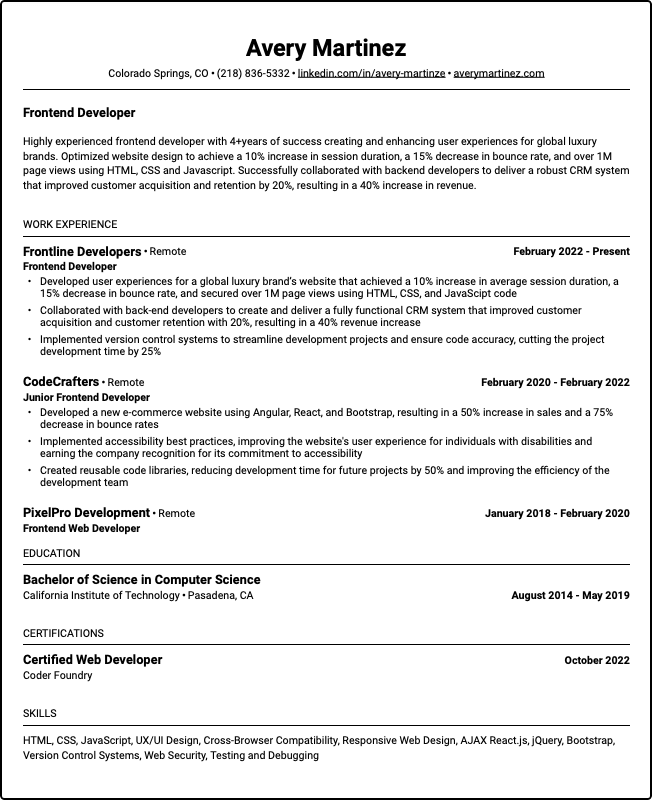 Avery Martinez
Colorado Springs, CO • (218) 836-5332 • linkedin.com/in/avery-martinze • averymartinez.com
Frontend Developer
Highly experienced frontend developer with 4+years of success creating and enhancing user experiences for global luxury
brands. Optimized website design to achieve a 10% increase in session duration, a 15% decrease in bounce rate, and over 1M
page views using HTML, CSS and Javascript. Successfully collaborated with backend developers to deliver a robust CRM system
that improved customer acquisition and retention by 20%, resulting in a 40% increase in revenue.
WORK EXPERIENCE
Frontline Developers • Remote February 2022 - Present
Frontend Developer
• Developed user experiences for a global luxury brand's website that achieved a 10% increase in average session duration, a
15% decrease in bounce rate, and secured over 1M page views using HTML, CSS, and JavaScipt code
• Collaborated with back-end developers to create and deliver a fully functional CRM system that improved customer
acquisition and customer retention with 20%, resulting in a 40% revenue increase
• Implemented version control systems to streamline development projects and ensure code accuracy, cutting the project
development time by 25%
CodeCrafters • Remote February 2020 - February 2022
Junior Frontend Developer
• Developed a new e-commerce website using Angular, React, and Bootstrap, resulting in a 50% increase in sales and a 75%
decrease in bounce rates
• Implemented accessibility best practices, improving the website's user experience for individuals with disabilities and
earning the company recognition for its commitment to accessibility
• Created reusable code libraries, reducing development time for future projects by 50% and improving the efficiency of the
development team
PixelPro Development • Remote January 2018 - February 2020
Frontend Web Developer
EDUCATION
Bachelor of Science in Computer Science
California Institute of Technology • Pasadena, CA August 2014 - May 2019
CERTIFICATIONS
Certified Web Developer October 2022
Coder Foundry
SKILLS
HTML, CSS, JavaScript, UX/UI Design, Cross-Browser Compatibility, Responsive Web Design, AJAX React.js, jQuery, Bootstrap,
Version Control Systems, Web Security, Testing and Debugging